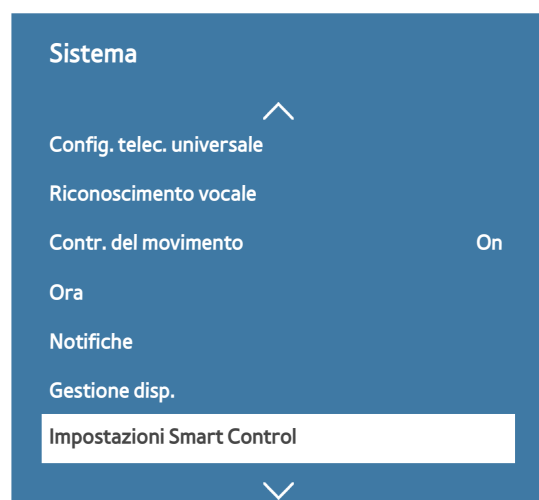 Sistema
Config. telec. universale
Riconoscimento vocale
Contr. del movimento On
Ora
Notifiche
Gestione disp.
Impostazioni Smart Control